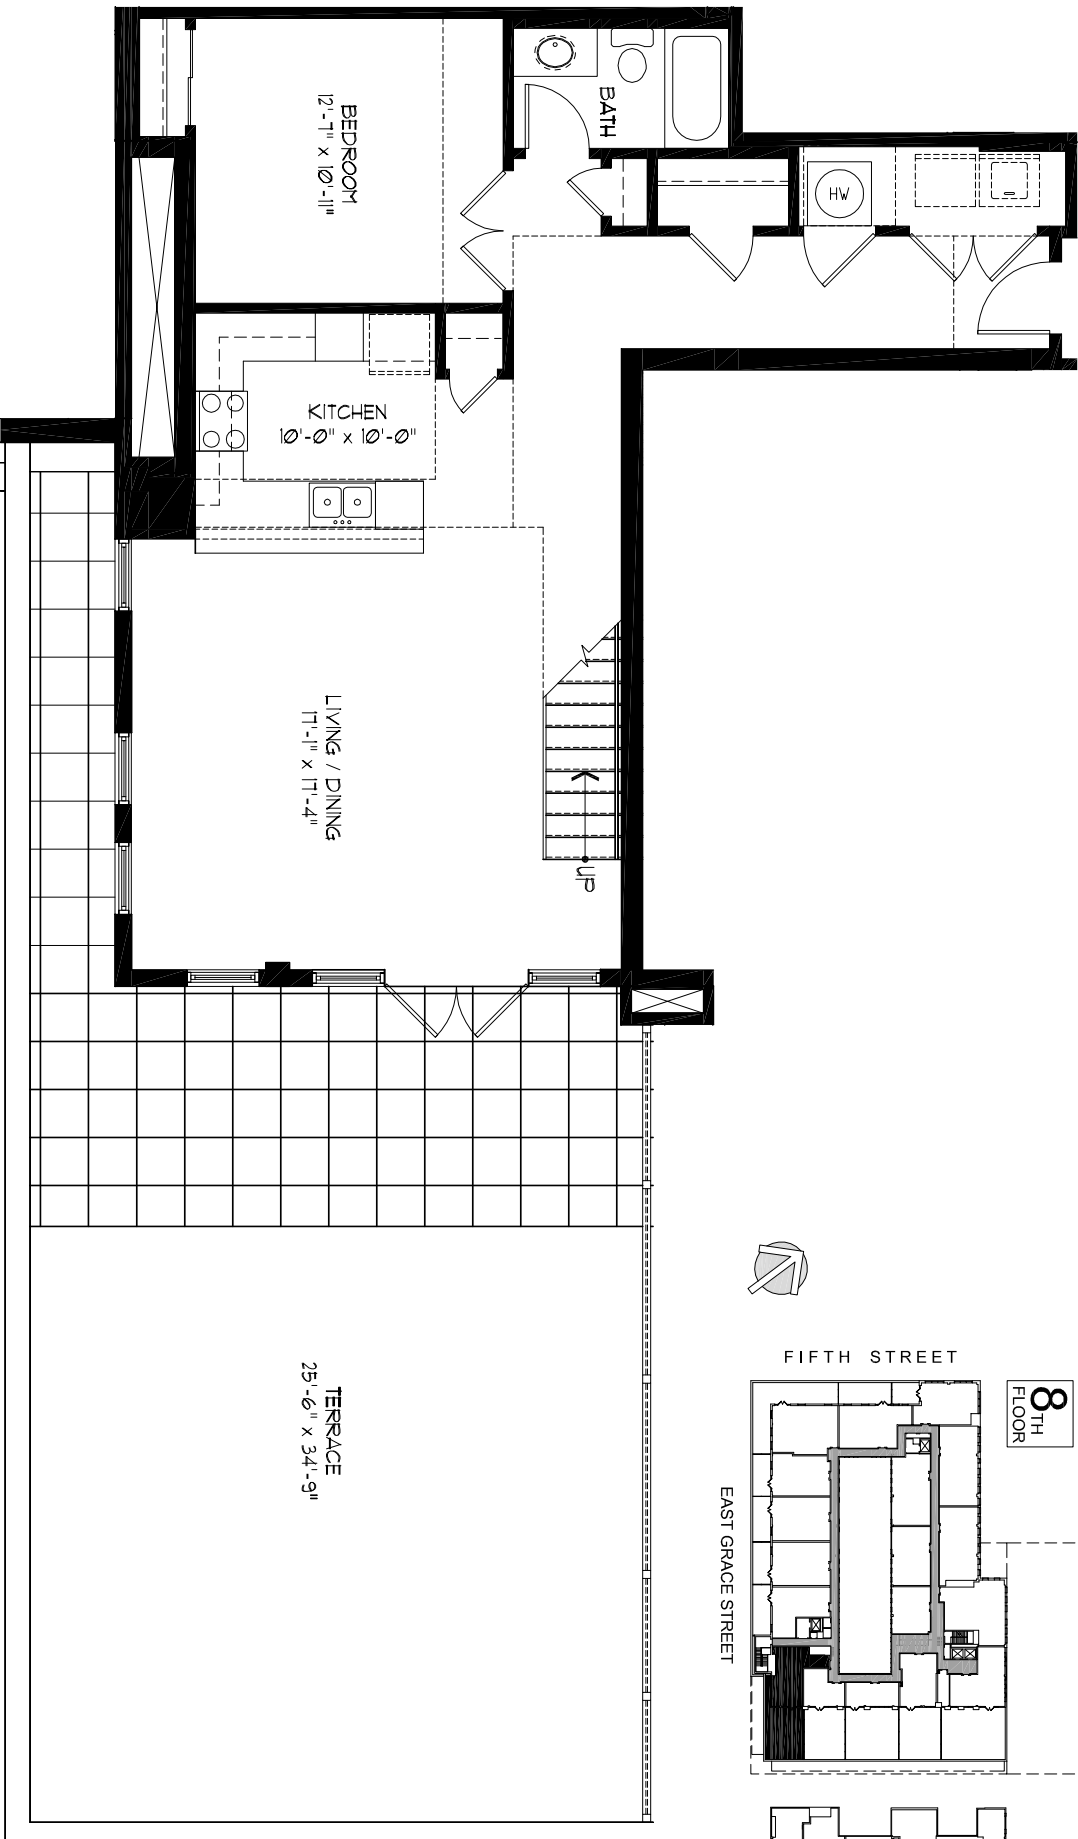 BATH
BEDROOM
12'-7" x 10'-11"
HW
KITCHEN
10'-0" x 10'-0"
LIVING / DINING
17'-1" x 17'-4"
UP
TERRACE
25'-6" x 34'-9"
FIFTH STREET
8TH
FLOOR
EAST GRACE STREET